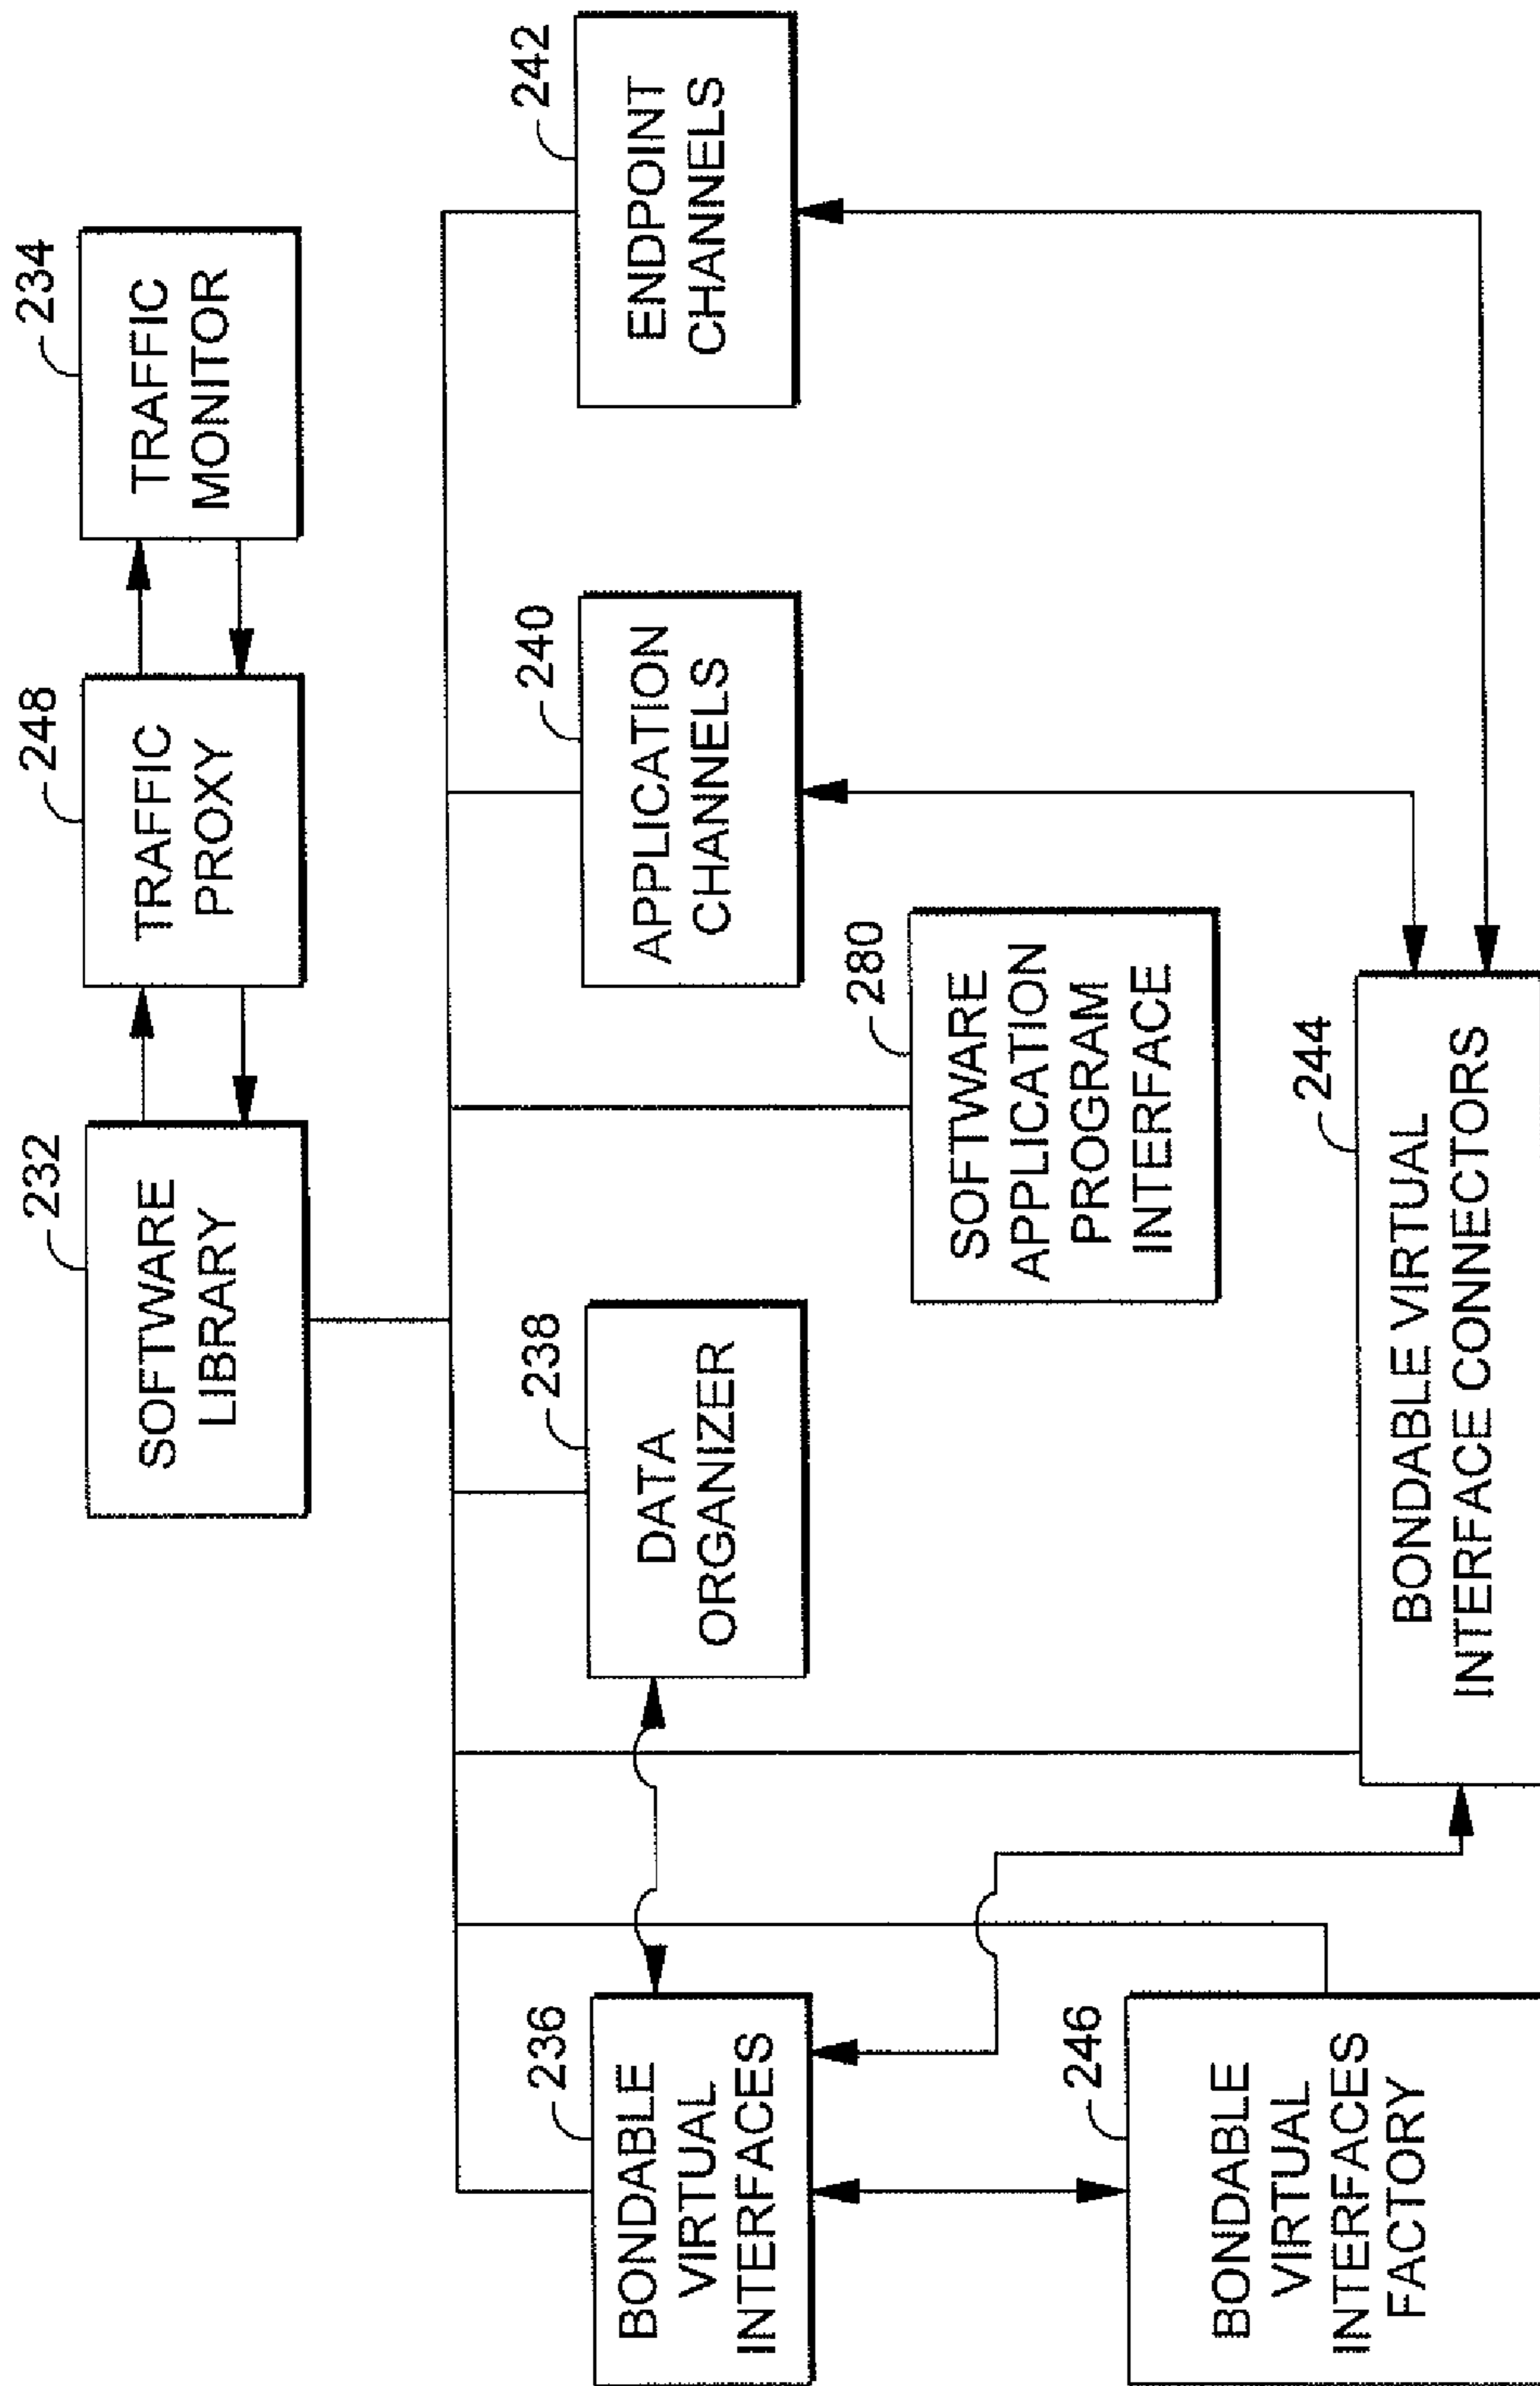 232
SOFTWARE
LIBRARY
248
TRAFFIC
PROXY
234
TRAFFIC
MONITOR
236
BONDABLE
VIRTUAL
INTERFACES
238
DATA
ORGANIZER
240
APPLICATION
CHANNELS
242
ENDPOINT
CHANNELS
280
SOFTWARE
APPLICATION
PROGRAM
INTERFACE
246
BONDABLE
VIRTUAL
INTERFACES
FACTORY
244
BONDABLE VIRTUAL
INTERFACE CONNECTORS